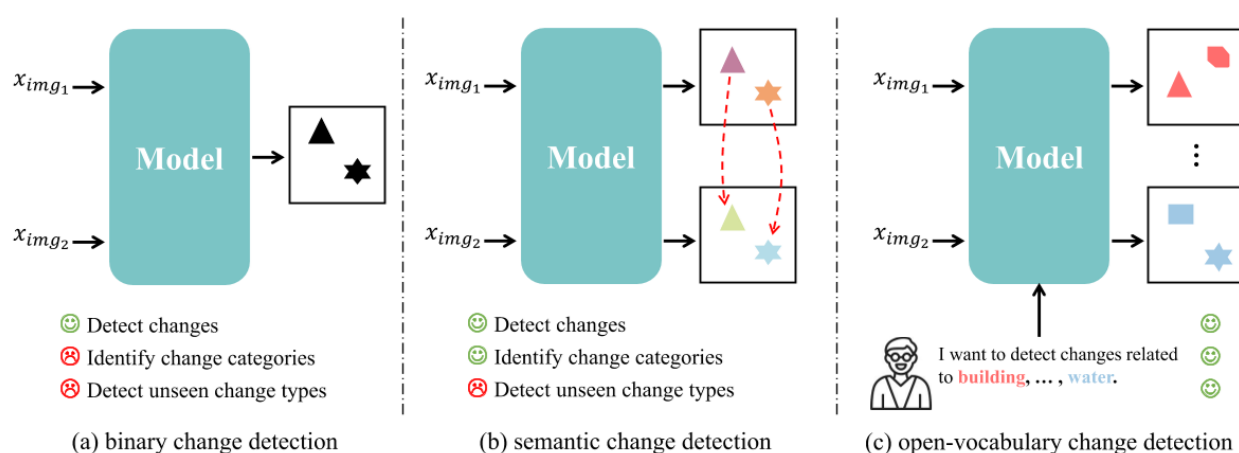 x_img1
Model
x_img2
Detect changes
Identify change categories
Detect unseen change types
(a) binary change detection
x_img1
Model
x_img2
Detect changes
Identify change categories
Detect unseen change types
(b) semantic change detection
x_img1
Model
x_img2
I want to detect changes related
to building, ... , water.
(c) open-vocabulary change detection